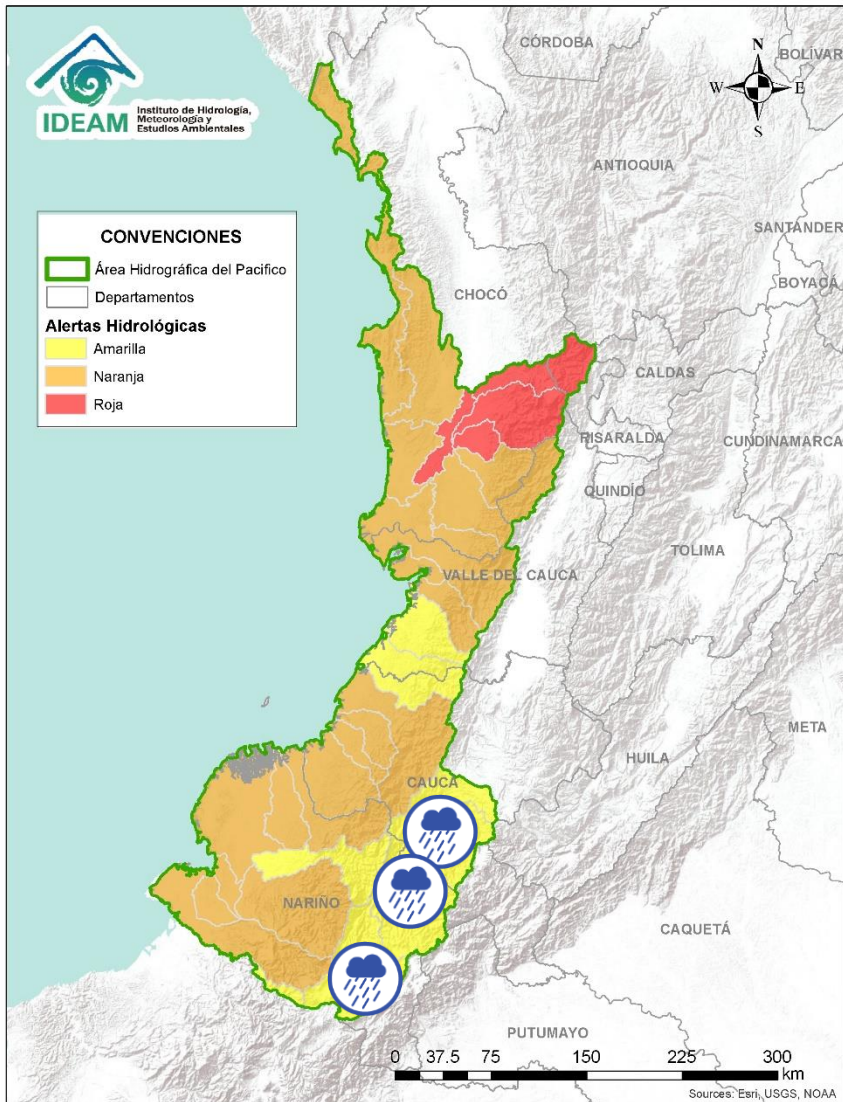 CÓRDOBA
BOLÍVAR
N
W E
S
IDEAM
Instituto de Hidrología,
Meteorología y
Estudios Ambientales
ANTIOQUIA
SANTANDER
BOYACÁ
CONVENCIONES
Área Hidrográfica del Pacifico
Departamentos
Alertas Hidrológicas
Amarilla
Naranja
Roja
CHOCÓ
CALDAS
RISARALDA
CUNDINAMARCA
QUINDÍO
TOLIMA
VALLE DEL CAUCA
META
HUILA
CAUCA
NARIÑO
CAQUETÁ
PUTUMAYO
0 37.5 75 150 225 300
km
Sources: Esri, USGS, NOAA